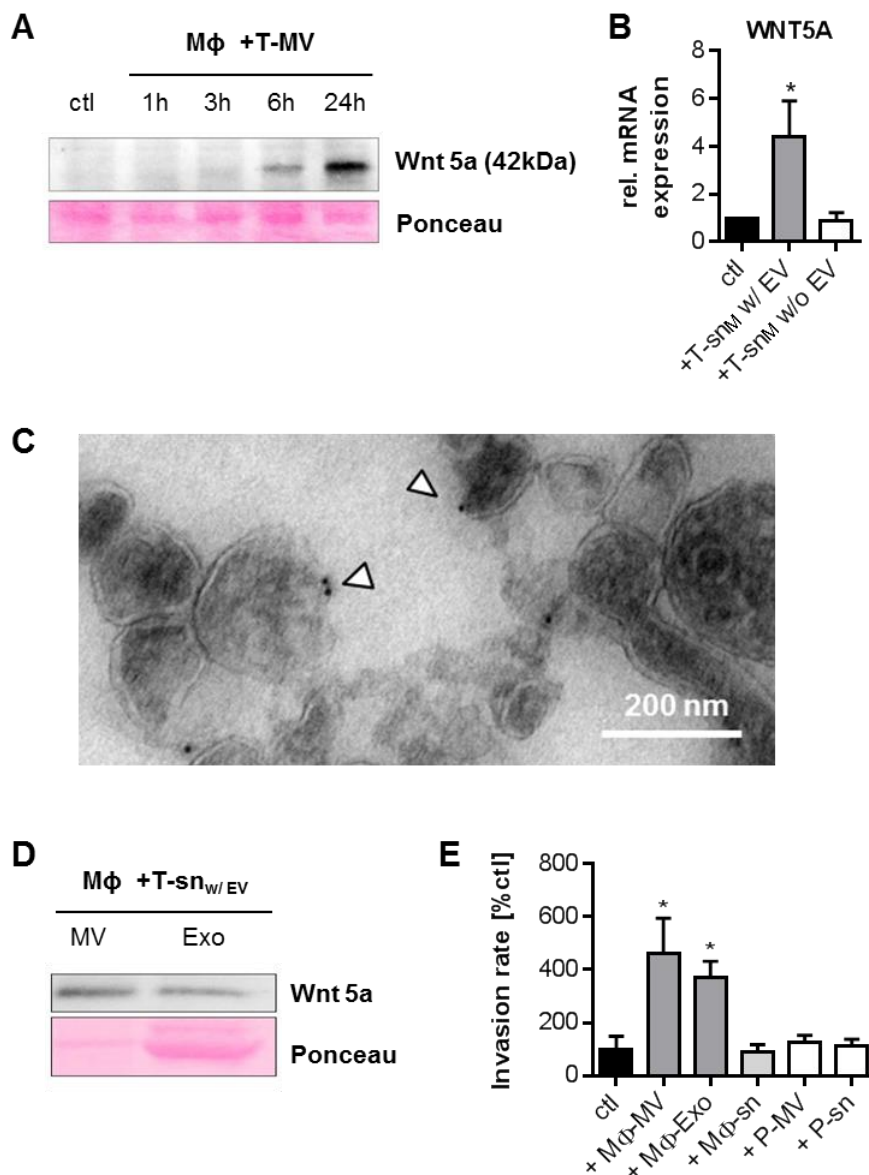 A
Mϕ +T-MV
ctl 1h 3h 6h 24h
Wnt 5a (42kDa)
Ponceau
B
WNT5A
rel. mRNA
expression
8
6
4
2
0
*
ctl
+T-snM w/ EV
+T-snM w/o EV
C
200 nm
D
Mϕ +T-snw/ EV
MV Exo
Wnt 5a
Ponceau
E
Invasion rate [%ctl]
800
600
400
200
0
*
*
ctl
+ MΦ-MV
+ MΦ-Exo
+ MΦ-sn
+ P-MV
+ P-sn